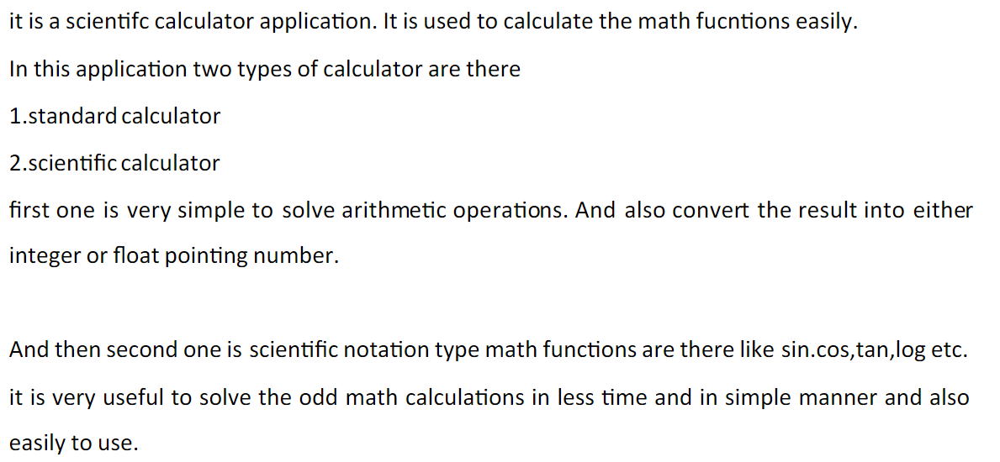 it is a scientifc calculator application. It is used to calculate the math fucntions easily.
In this application two types of calculator are there
1.standard calculator
2.scientific calculator
first one is very simple to solve arithmetic operations. And also convert the result into either
integer or float pointing number.
And then second one is scientific notation type math functions are there like sin.cos,tan,log etc.
it is very useful to solve the odd math calculations in less time and in simple manner and also
easily to use.